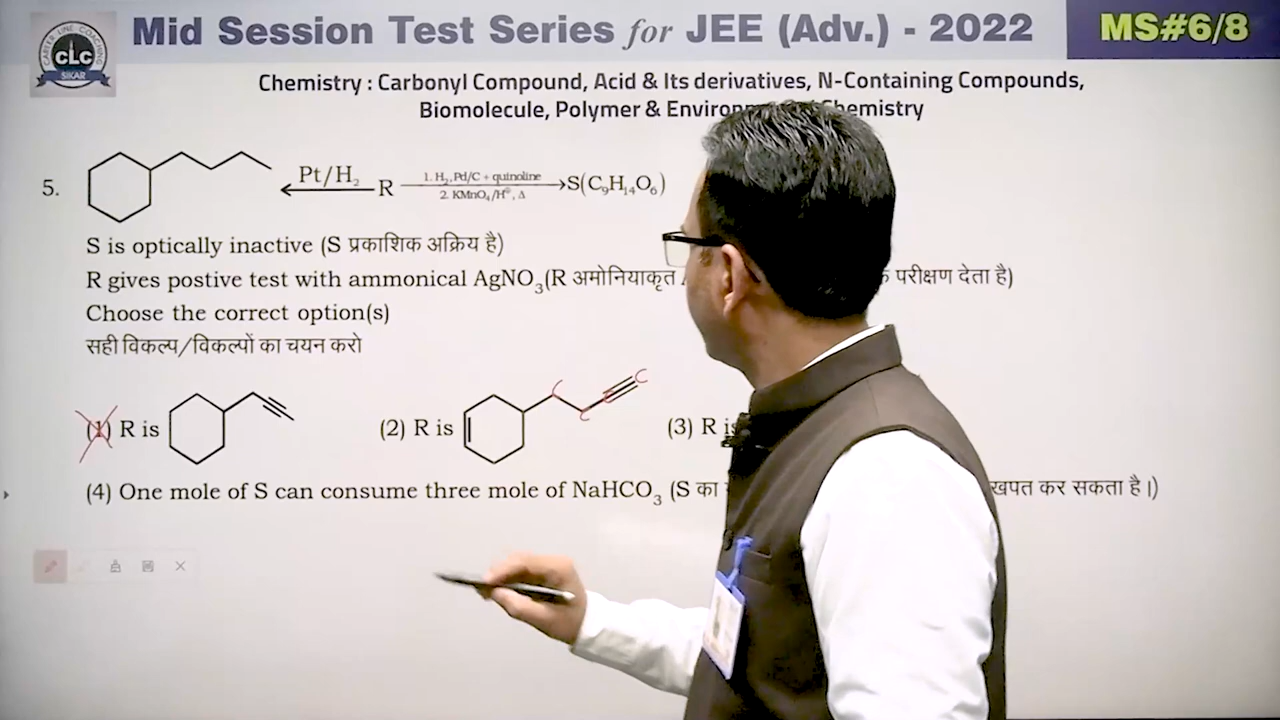 Mid Session Test Series for JEE (Adv.) - 2022
MS#6/8
CLC
SIKAR
Chemistry : Carbonyl Compound, Acid & Its derivatives, N-Containing Compounds,
Biomolecule, Polymer & Chemistry
5.
Pt/H₂
R
1. H₂, Pd/C + quinoline
2. KMnO₄/H⊕, Δ
S(C₉H₁₄O₆)
S is optically inactive (S प्रकाशिक अक्रिय है)
R gives postive test with ammonical AgNO₃(R अमोनियाकृत परीक्षण देता है)
Choose the correct option(s)
सही विकल्प/विकल्पों का चयन करो
(1) R is
(2) R is
(3) R is
(4) One mole of S can consume three mole of NaHCO₃ (S का खपत कर सकता है।)